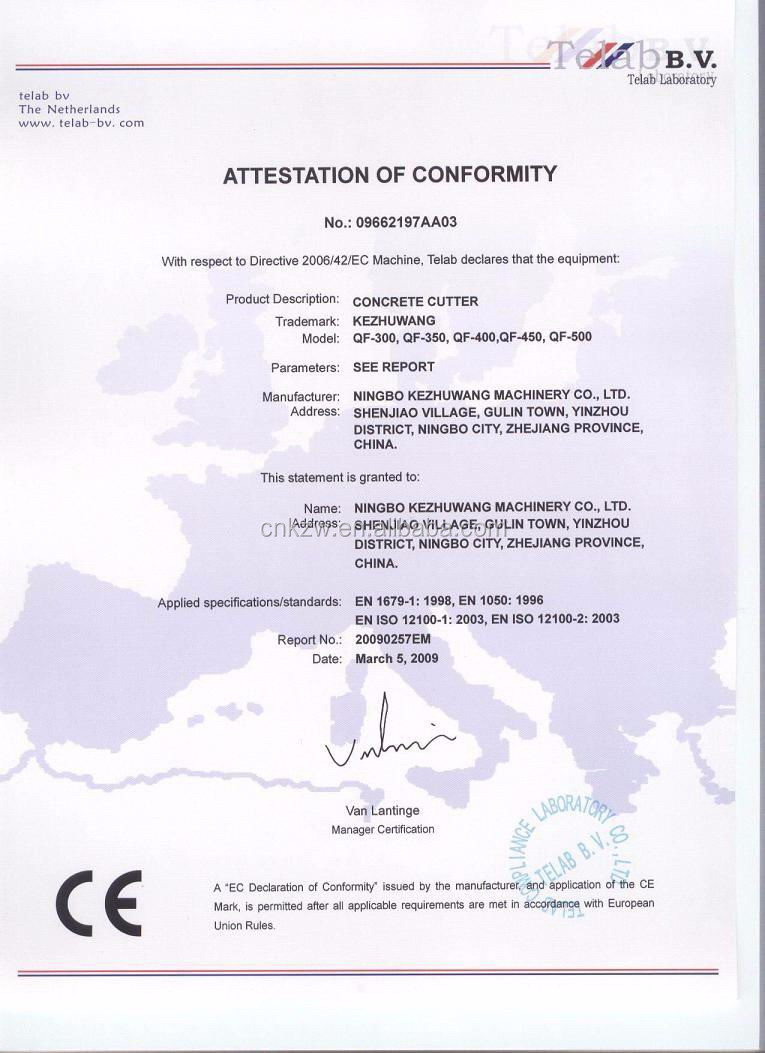 Telab B.V.
Telab Laboratory
telab bv
The Netherlands
www. telab-bv. com
ATTESTATION OF CONFORMITY
No.: 09662197AA03
With respect to Directive 2006/42/EC Machine, Telab declares that the equipment:
Product Description: CONCRETE CUTTER
Trademark: KEZHUWANG
Model: QF-300, QF-350, QF-400,QF-450, QF-500
Parameters: SEE REPORT
Manufacturer: NINGBO KEZHUWANG MACHINERY CO., LTD.
Address: SHENJIAO VILLAGE, GULIN TOWN, YINZHOU
DISTRICT, NINGBO CITY, ZHEJIANG PROVINCE,
CHINA.
This statement is granted to:
Name: NINGBO KEZHUWANG MACHINERY CO., LTD.
Address: SHENJIAO VILLAGE, GULIN TOWN, YINZHOU
cnkzw.en.alibaba.com
DISTRICT, NINGBO CITY, ZHEJIANG PROVINCE,
CHINA.
Applied specifications/standards: EN 1679-1: 1998, EN 1050: 1996
EN ISO 12100-1: 2003, EN ISO 12100-2: 2003
Report No.: 20090257EM
Date: March 5, 2009
Van Lantinge
Manager Certification
LABORATORY CO., LTD
TELAB B.V.
CE
A "EC Declaration of Conformity" issued by the manufacturer, and application of the CE
Mark, is permitted after all applicable requirements are met in accordance with European
Union Rules.